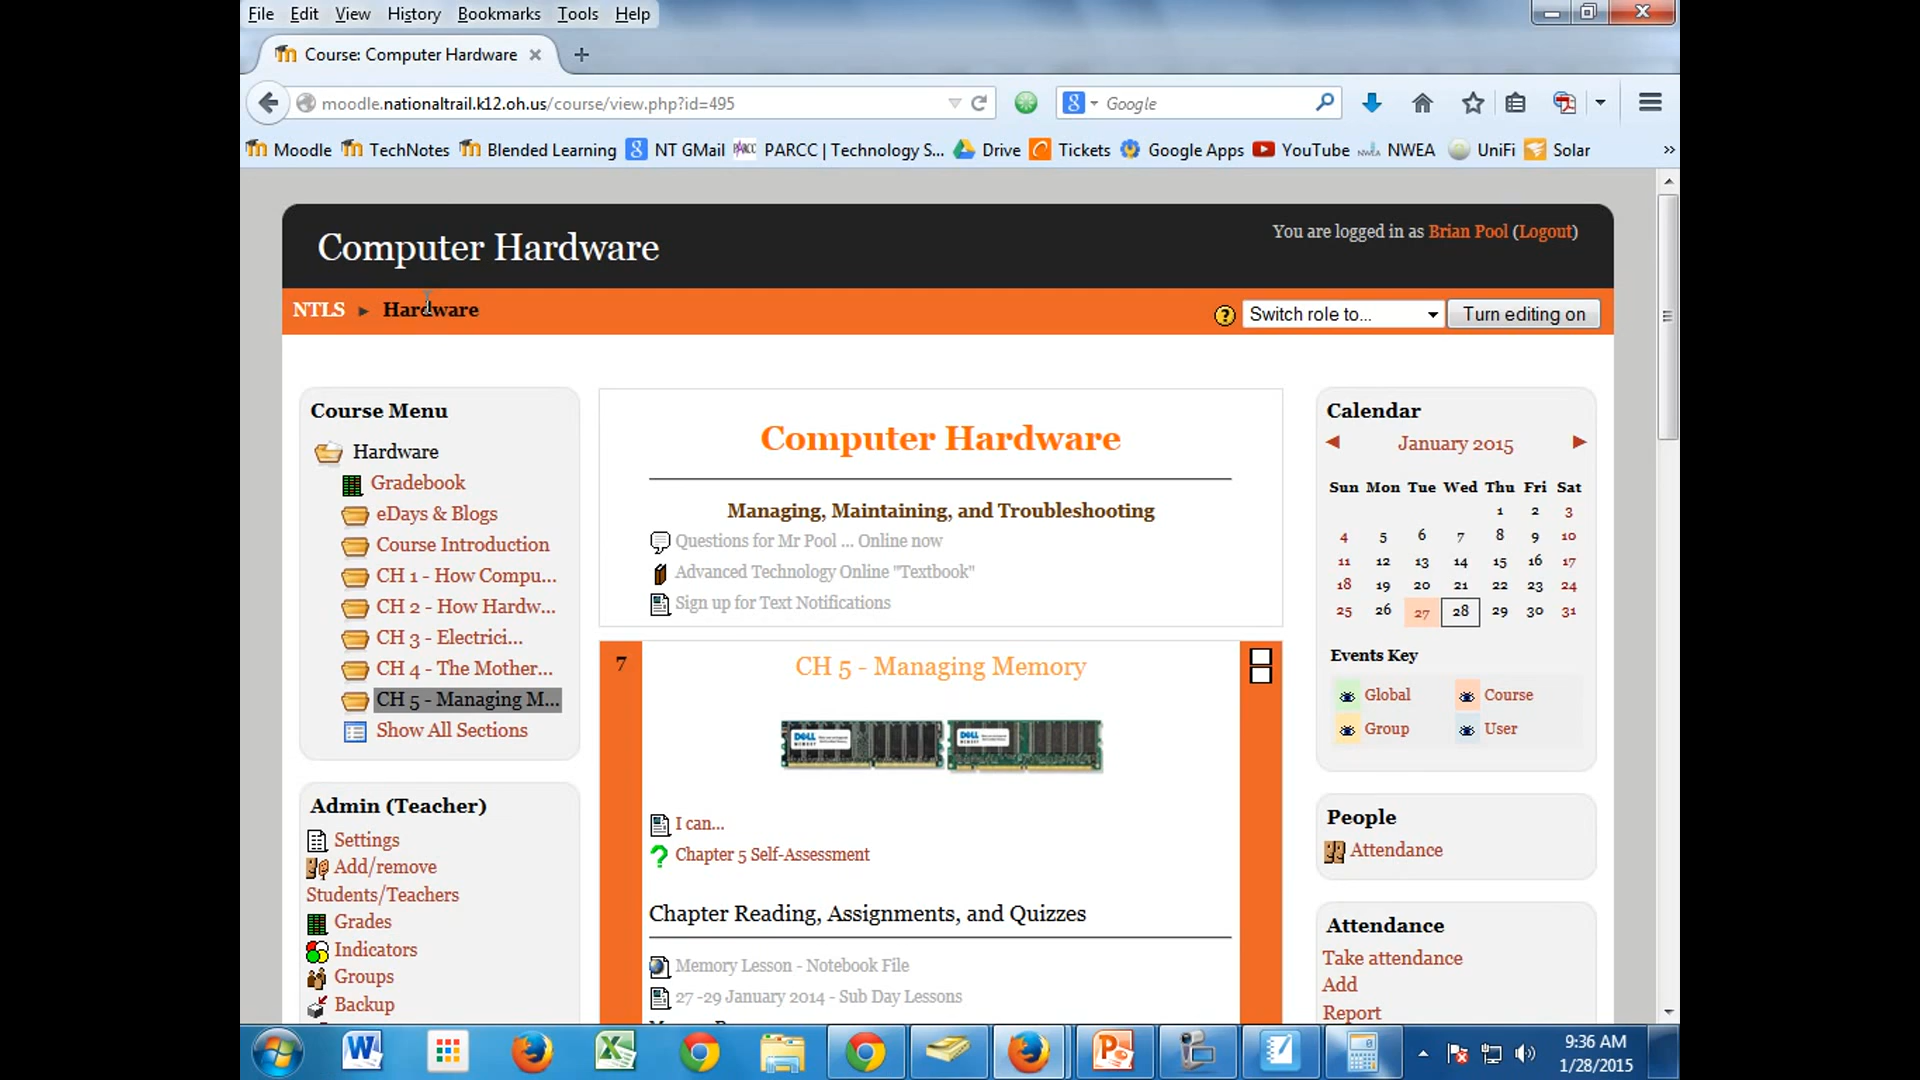 File Edit View History Bookmarks Tools Help
Course: Computer Hardware
moodle.nationaltrail.k12.oh.us/course/view.php?id=495
Google
Moodle TechNotes Blended Learning NT GMail PARCC | Technology S... Drive Tickets Google Apps YouTube NWEA UniFi Solar
Computer Hardware
You are logged in as Brian Pool (Logout)
NTLS ► Hardware
Switch role to...
Turn editing on
Course Menu
Hardware
Gradebook
eDays & Blogs
Course Introduction
CH 1 - How Compu...
CH 2 - How Hardw...
CH 3 - Electrici...
CH 4 - The Mother...
CH 5 - Managing M...
Show All Sections
Admin (Teacher)
Settings
Add/remove
Students/Teachers
Grades
Indicators
Groups
Backup
Computer Hardware
Managing, Maintaining, and Troubleshooting
Questions for Mr Pool ... Online now
Advanced Technology Online "Textbook"
Sign up for Text Notifications
7
CH 5 - Managing Memory
DELL DELL
I can...
Chapter 5 Self-Assessment
Chapter Reading, Assignments, and Quizzes
Memory Lesson - Notebook File
27 -29 January 2014 - Sub Day Lessons
Calendar
January 2015
Sun Mon Tue Wed Thu Fri Sat
1 2 3
4 5 6 7 8 9 10
11 12 13 14 15 16 17
18 19 20 21 22 23 24
25 26 27 28 29 30 31
Events Key
Global Course
Group User
People
Attendance
Attendance
Take attendance
Add
Report
9:36 AM
1/28/2015